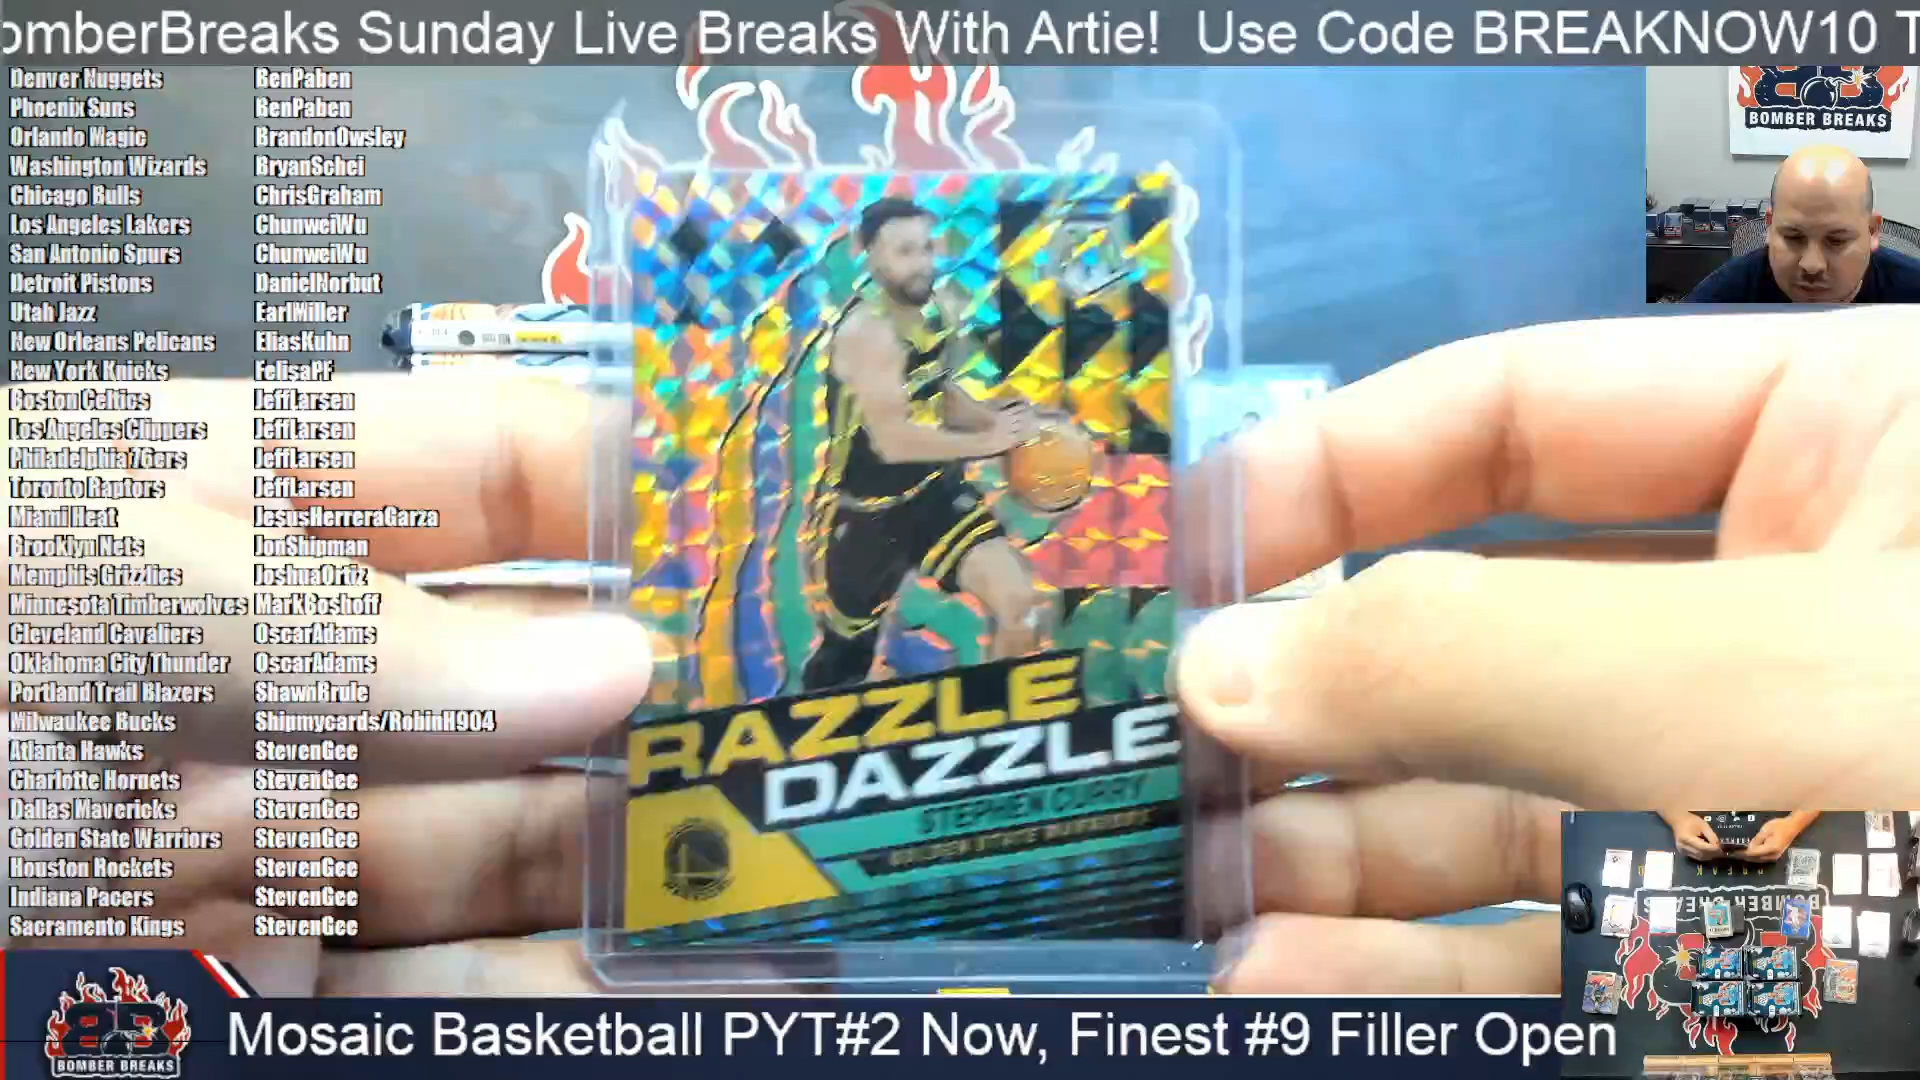 omberBreaks Sunday Live Breaks With Artie! Use Code BREAKNOW10 T
Denver Nuggets BenPaben
Phoenix Suns BenPaben
Orlando Magic BrandonOwsley
Washington Wizards BryanSchei
Chicago Bulls ChrisGraham
Los Angeles Lakers ChunweiWu
San Antonio Spurs ChunweiWu
Detroit Pistons DanielNorbut
Utah Jazz EarlMiller
New Orleans Pelicans EliasKuhn
New York Knicks FelisaPF
Boston Celtics JeffLarsen
Los Angeles Clippers JeffLarsen
Philadelphia 76ers JeffLarsen
Toronto Raptors JeffLarsen
Miami Heat JesusHerreraGarza
Brooklyn Nets JonShipman
Memphis Grizzlies JoshuaOrtiz
Minnesota Timberwolves MarkBoshoff
Cleveland Cavaliers OscarAdams
Oklahoma City Thunder OscarAdams
Portland Trail Blazers ShawnBrule
Milwaukee Bucks Shipmycards/RobinH904
Atlanta Hawks StevenGee
Charlotte Hornets StevenGee
Dallas Mavericks StevenGee
Golden State Warriors StevenGee
Houston Rockets StevenGee
Indiana Pacers StevenGee
Sacramento Kings StevenGee
BOMBER BREAKS
RAZZLE
DAZZLE
STEPHEN CURRY
GOLDEN STATE WARRIORS
BOMBER BREAKS
BB
BOMBER BREAKS
Mosaic Basketball PYT#2 Now, Finest #9 Filler Open